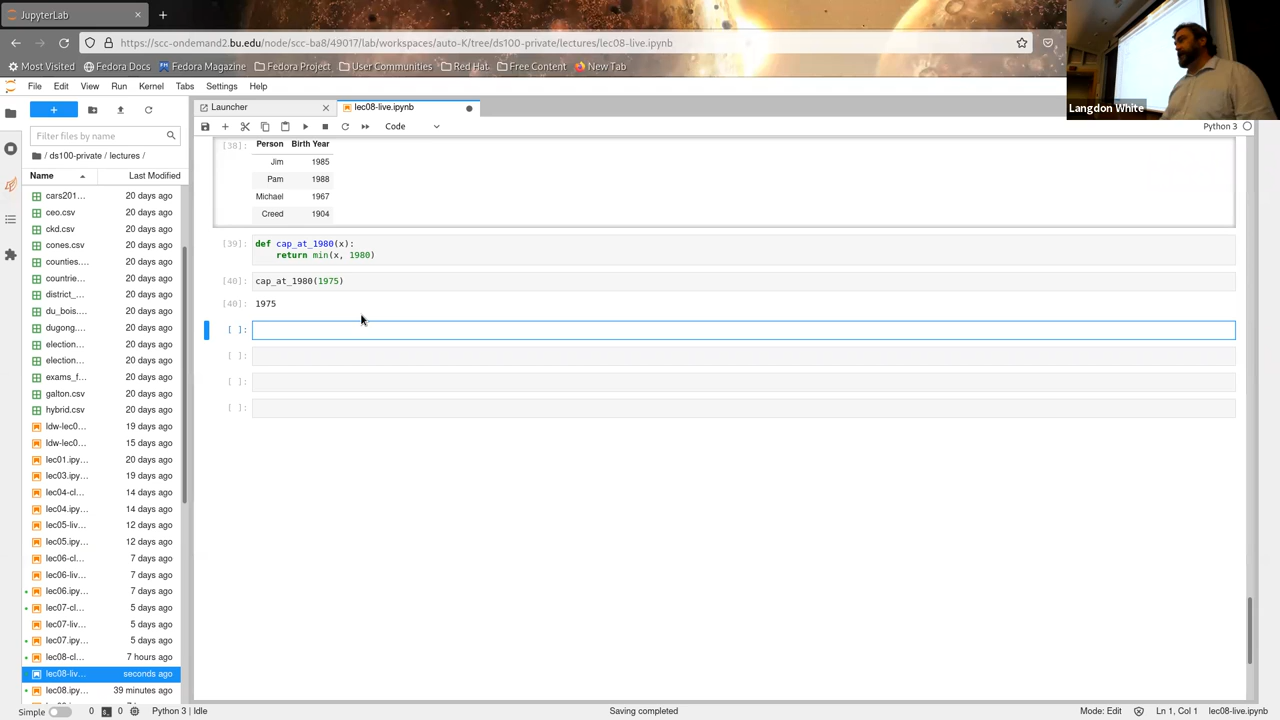 JupyterLab
https://scc-ondemand2.bu.edu/node/scc-ba8/49017/lab/workspaces/auto-K/tree/ds100-private/lectures/lec08-live.ipynb
Most Visited Fedora Docs Fedora Magazine Fedora Project User Communities Red Hat Free Content New Tab
Langdon White
File Edit View Run Kernel Tabs Settings Help
Launcher lec08-live.ipynb
Filter files by name
Code
Python 3
/ ds100-private / lectures /
Name Last Modified
cars201… 20 days ago
ceo.csv 20 days ago
ckd.csv 20 days ago
cones.csv 20 days ago
counties.… 20 days ago
countrie… 20 days ago
district_… 20 days ago
du_bois.… 20 days ago
dugong.… 20 days ago
election… 20 days ago
election… 20 days ago
exams_f… 20 days ago
galton.csv 20 days ago
hybrid.csv 20 days ago
ldw-lec0… 19 days ago
ldw-lec0… 15 days ago
lec01.ipy… 20 days ago
lec03.ipy… 19 days ago
lec04-cl… 14 days ago
lec04.ipy… 14 days ago
lec05-liv… 12 days ago
lec05.ipy… 12 days ago
lec06-cl… 7 days ago
lec06-liv… 7 days ago
lec06.ipy… 7 days ago
lec07-cl… 5 days ago
lec07-liv… 5 days ago
lec07.ipy… 5 days ago
lec08-cl… 7 hours ago
lec08-liv… seconds ago
lec08.ipy… 39 minutes ago
[38]: Person Birth Year
Jim 1985
Pam 1988
Michael 1967
Creed 1904
[39]: def cap_at_1980(x):
return min(x, 1980)
[40]: cap_at_1980(1975)
[40]: 1975
[ ]:
[ ]:
[ ]:
[ ]:
Simple 0 0 Python 3 | Idle Saving completed Mode: Edit Ln 1, Col 1 lec08-live.ipynb